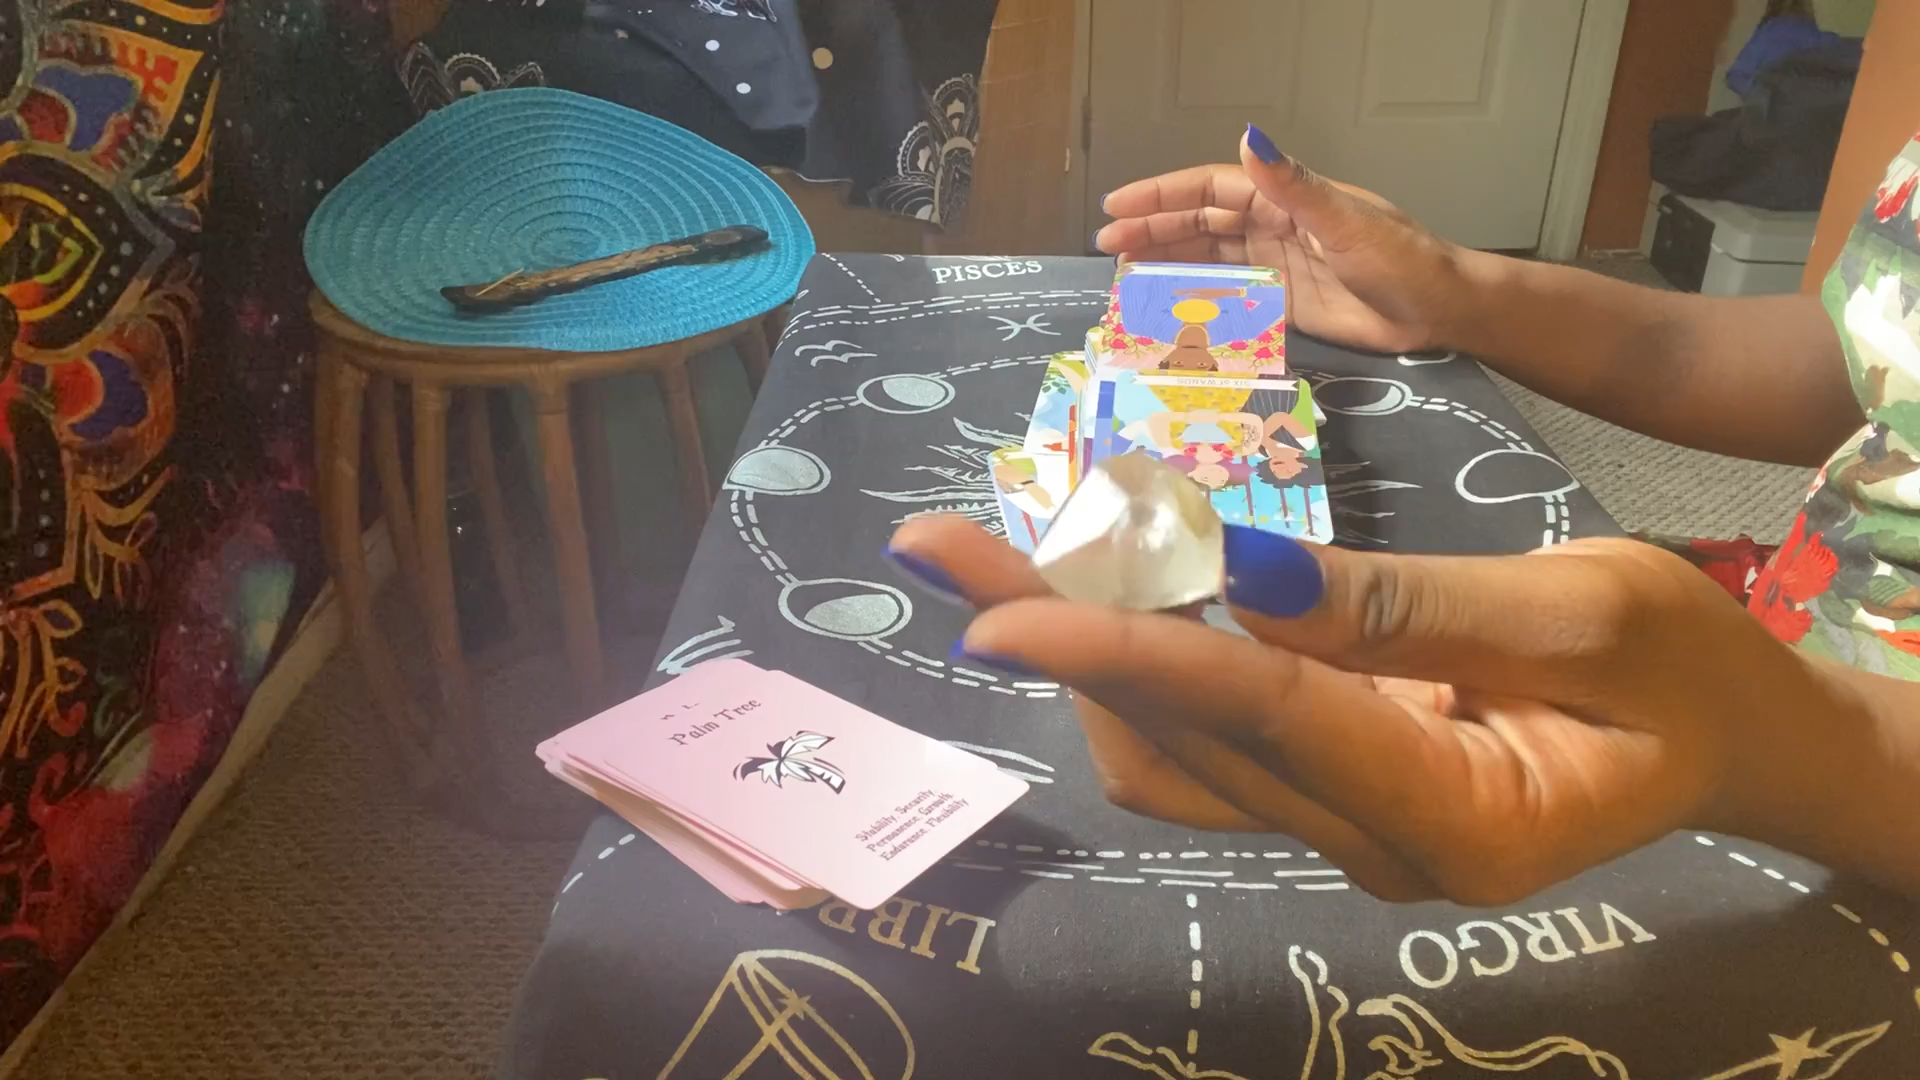 PISCES
SIX of WANDS
Palm Tree
Stability, Security,
Permanence, Growth
Endurance, Flexibility
LIBRA
VIRGO